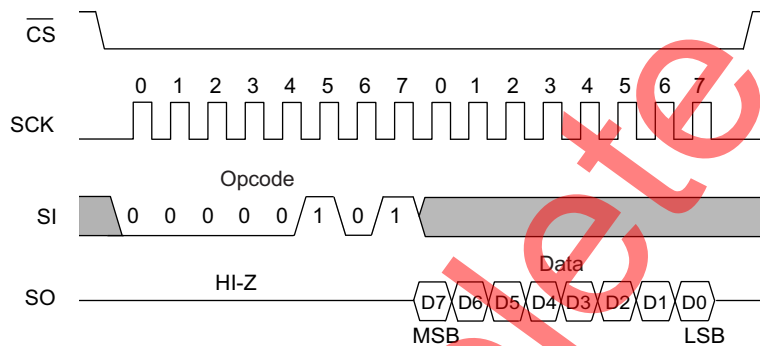 CS
0 1 2 3 4 5 6 7 0 1 2 3 4 5 6 7
SCK
Opcode
SI 0 0 0 0 0 1 0 1
Data
HI-Z
SO D7 D6 D5 D4 D3 D2 D1 D0
MSB LSB
plete